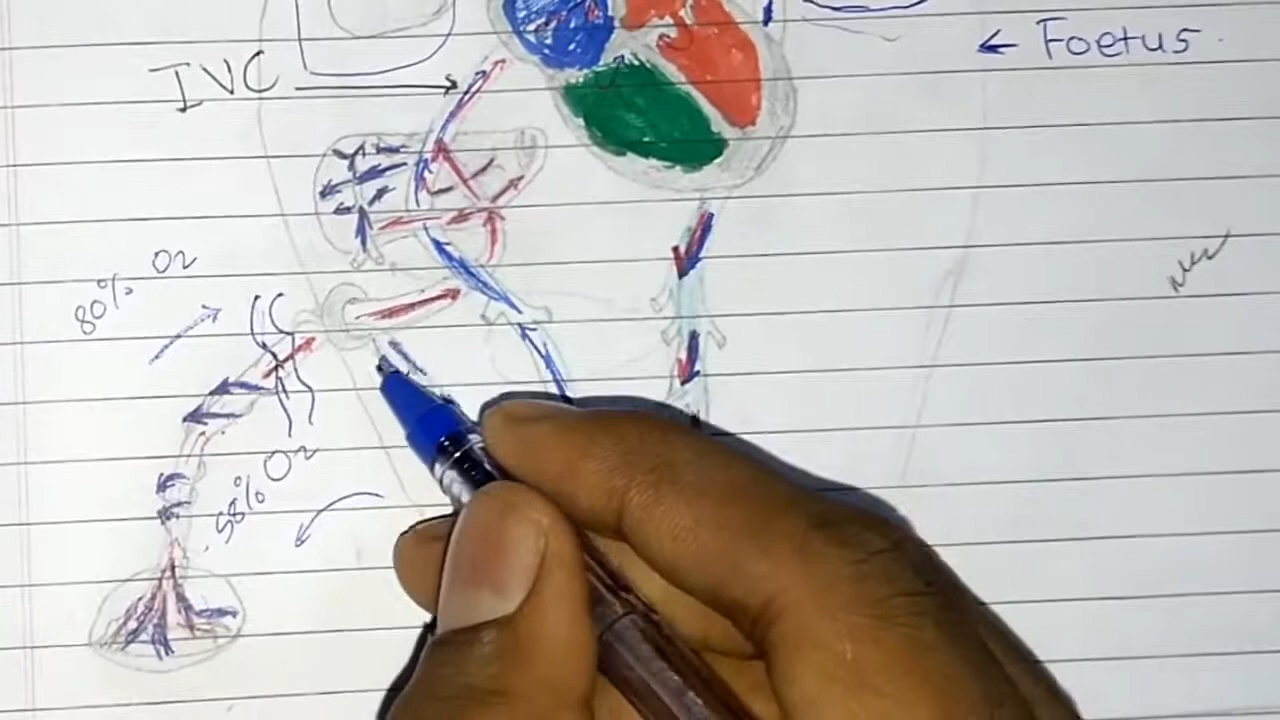 ← Foetus.
IVC →
80% O2
58% O2